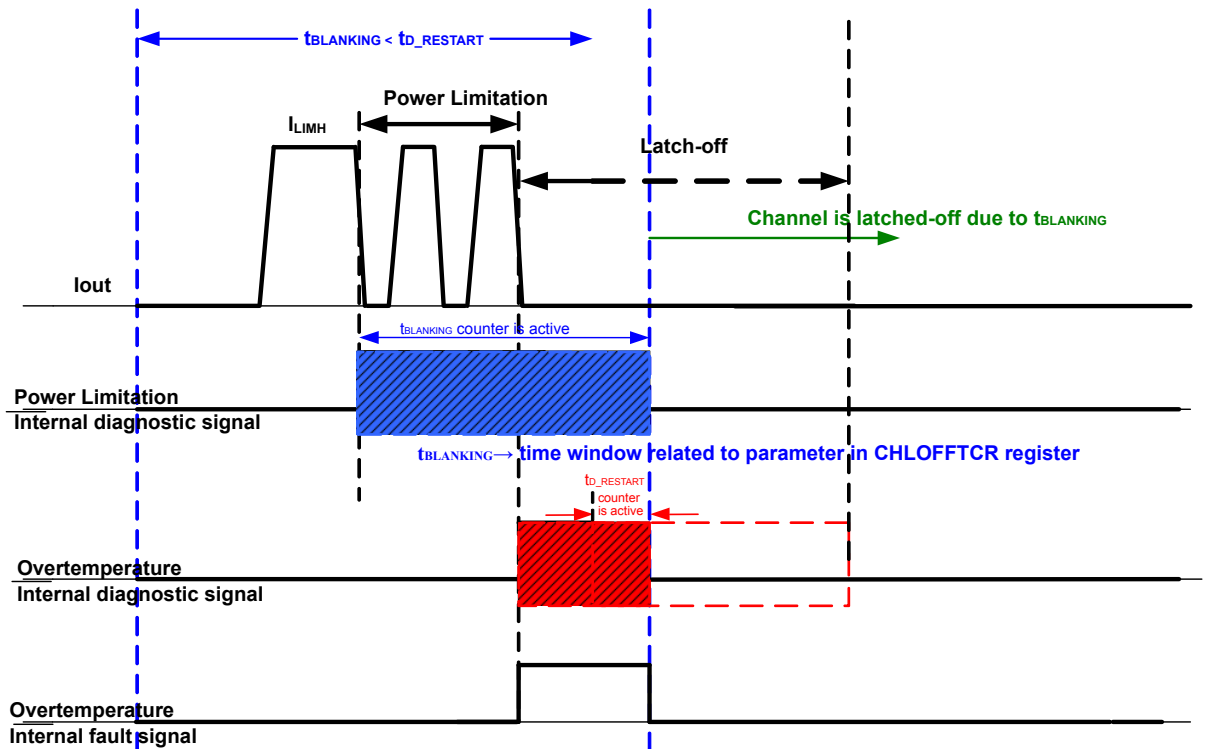 tBLANKING < tD_RESTART
Power Limitation
ILIMH
Latch-off
Channel is latched-off due to tBLANKING
Iout
tBLANKING counter is active
Power Limitation
Internal diagnostic signal
tBLANKING→ time window related to parameter in CHLOFFTCR register
tD_RESTART
counter
is active
Overtemperature
Internal diagnostic signal
Overtemperature
Internal fault signal